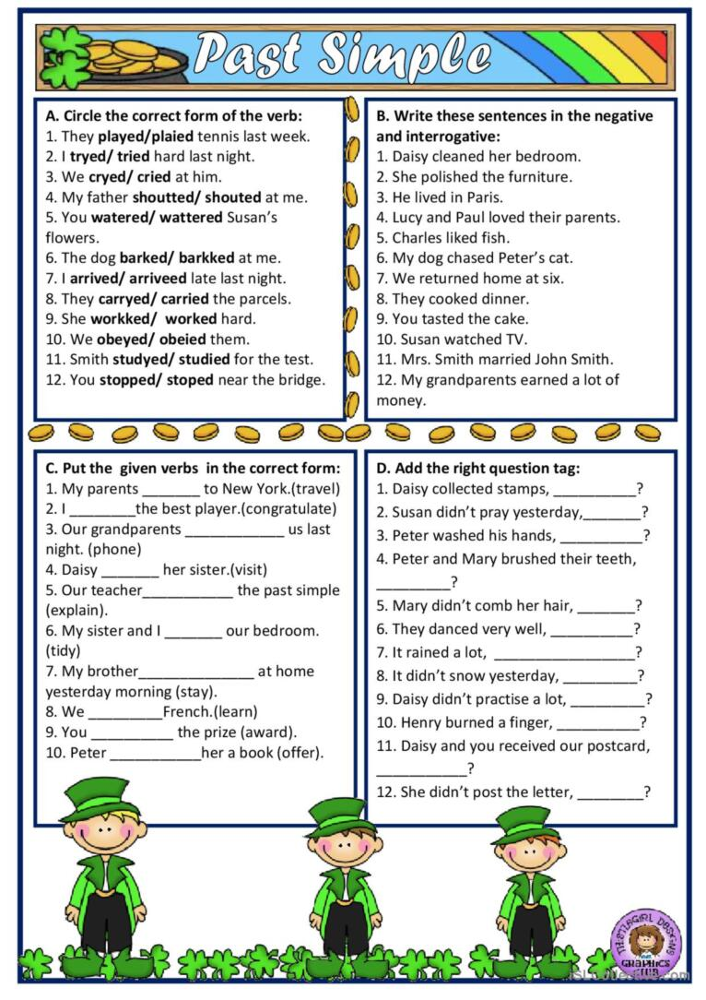 Past Simple
A. Circle the correct form of the verb:
1. They played/plaied tennis last week.
2. I tryed/ tried hard last night.
3. We cryed/ cried at him.
4. My father shoutted/ shouted at me.
5. You watered/ wattered Susan's
flowers.
6. The dog barked/ barkked at me.
7. I arrived/ arriveed late last night.
8. They carryed/ carried the parcels.
9. She workked/ worked hard.
10. We obeyed/ obeied them.
11. Smith studyed/ studied for the test.
12. You stopped/ stoped near the bridge.
B. Write these sentences in the negative
and interrogative:
1. Daisy cleaned her bedroom.
2. She polished the furniture.
3. He lived in Paris.
4. Lucy and Paul loved their parents.
5. Charles liked fish.
6. My dog chased Peter's cat.
7. We returned home at six.
8. They cooked dinner.
9. You tasted the cake.
10. Susan watched TV.
11. Mrs. Smith married John Smith.
12. My grandparents earned a lot of
money.
C. Put the given verbs in the correct form:
1. My parents _______ to New York.(travel)
2. I ________the best player.(congratulate)
3. Our grandparents ____________ us last
night. (phone)
4. Daisy _______ her sister.(visit)
5. Our teacher___________ the past simple
(explain).
6. My sister and I _______ our bedroom.
(tidy)
7. My brother______________ at home
yesterday morning (stay).
8. We _________French.(learn)
9. You __________ the prize (award).
10. Peter ___________her a book (offer).
D. Add the right question tag:
1. Daisy collected stamps, __________?
2. Susan didn't pray yesterday,_______?
3. Peter washed his hands, __________?
4. Peter and Mary brushed their teeth,
_________?
5. Mary didn't comb her hair, _______?
6. They danced very well, __________?
7. It rained a lot, _________________?
8. It didn't snow yesterday, _________?
9. Daisy didn't practise a lot, _________?
10. Henry burned a finger, __________?
11. Daisy and you received our postcard,
___________?
12. She didn't post the letter, ________?
GRAPHICS